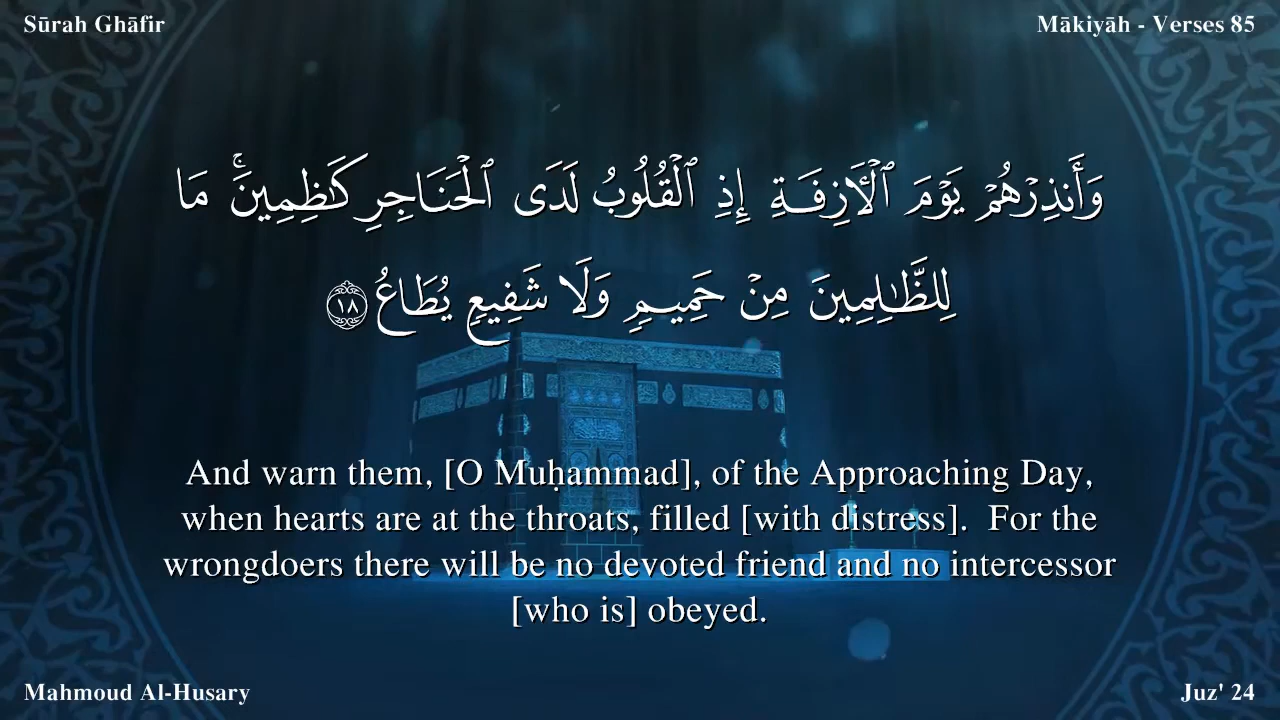 Sūrah Ghāfir
Mākiyāh - Verses 85
وَأَنذِرْهُمْ يَوْمَ ٱلْـَٔازِفَةِ إِذِ ٱلْقُلُوبُ لَدَى ٱلْحَنَاجِرِ كَـٰظِمِينَ ۚ مَا
لِلظَّـٰلِمِينَ مِنْ حَمِيمٍ وَلَا شَفِيعٍ يُطَاعُ ١٨
And warn them, [O Muḥammad], of the Approaching Day,
when hearts are at the throats, filled [with distress].  For the
wrongdoers there will be no devoted friend and no intercessor
[who is] obeyed.
Mahmoud Al-Husary
Juz' 24